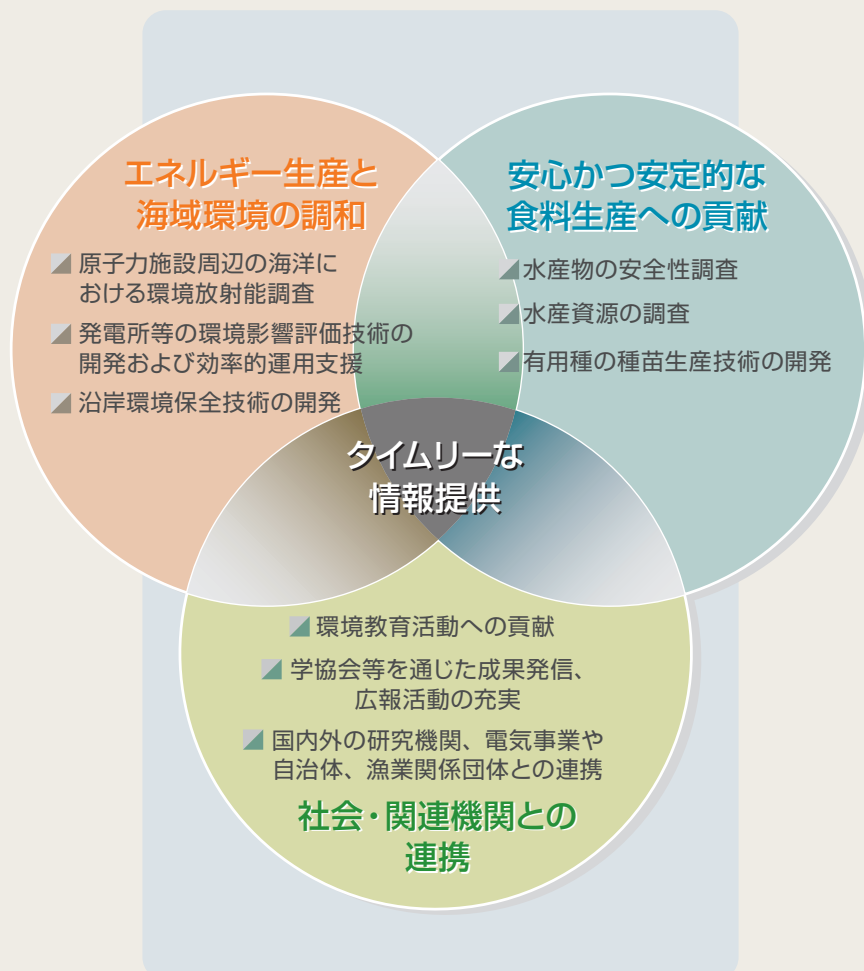 エネルギー生産と
海域環境の調和
原子力施設周辺の海洋に
おける環境放射能調査
発電所等の環境影響評価技術の
開発および効率的運用支援
沿岸環境保全技術の開発
安心かつ安定的な
食料生産への貢献
水産物の安全性調査
水産資源の調査
有用種の種苗生産技術の開発
タイムリーな
情報提供
環境教育活動への貢献
学協会等を通じた成果発信、
広報活動の充実
国内外の研究機関、電気事業や
自治体、漁業関係団体との連携
社会・関連機関との
連携